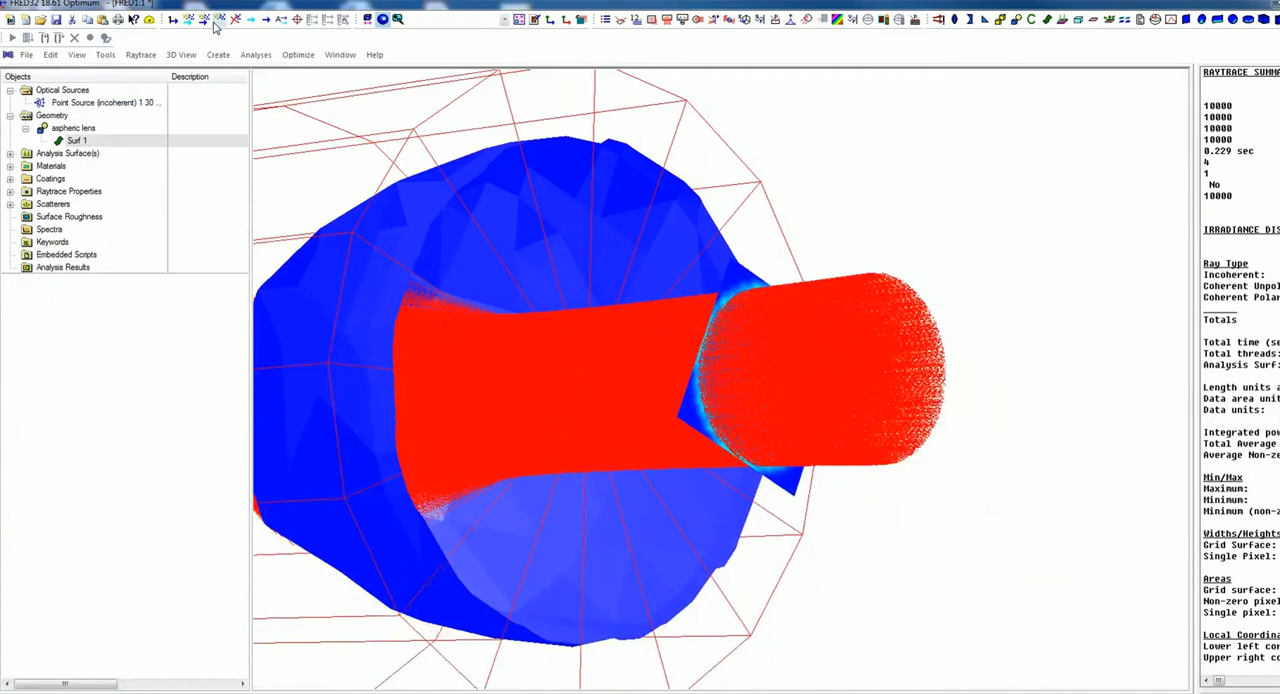 FRED32 18.61 Optimum - [FRED1:1 *]
File Edit View Tools Raytrace 3D View Create Analyses Optimize Window Help
Objects Description
Optical Sources
Point Source (incoherent) 1 30 ...
Geometry
aspheric lens
Surf 1
Analysis Surface(s)
Materials
Coatings
Raytrace Properties
Scatterers
Surface Roughness
Spectra
Keywords
Embedded Scripts
Analysis Results
RAYTRACE SUMMA
10000
10000
10000
10000
0.229 sec
4
1
No
10000
IRRADIANCE DIS
Ray Type
Incoherent:
Coherent Unpol
Coherent Polar
Totals
Total time (se
Total threads:
Analysis Surf:
Length units a
Data area unit
Data units:
Integrated pow
Total Average
Average Non-ze
Min/Max
Maximum:
Minimum:
Minimum (non-z
Widths/Heights
Grid Surface:
Single Pixel:
Areas
Grid surface:
Non-zero pixel
Single pixel:
Local Coordina
Lower left cor
Upper right co